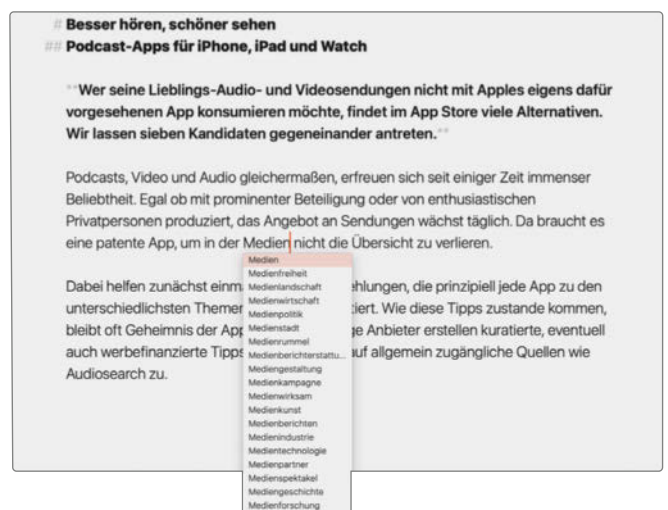 # Besser hören, schöner sehen
## Podcast-Apps für iPhone, iPad und Watch
**Wer seine Lieblings-Audio- und Videosendungen nicht mit Apples eigens dafür
vorgesehenen App konsumieren möchte, findet im App Store viele Alternativen.
Wir lassen sieben Kandidaten gegeneinander antreten.**
Podcasts, Video und Audio gleichermaßen, erfreuen sich seit einiger Zeit immenser
Beliebtheit. Egal ob mit prominenter Beteiligung oder von enthusiastischen
Privatpersonen produziert, das Angebot an Sendungen wächst täglich. Da braucht es
eine patente App, um in der Medien nicht die Übersicht zu verlieren.
Dabei helfen zunächst einm ehlungen, die prinzipiell jede App zu den
unterschiedlichsten Themen tiert. Wie diese Tipps zustande kommen,
bleibt oft Geheimnis der App ge Anbieter erstellen kuratierte, eventuell
auch werbefinanzierte Tipps auf allgemein zugängliche Quellen wie
Audiosearch zu.
Medien
Medienfreiheit
Medienlandschaft
Medienwirtschaft
Medienpolitik
Medienstadt
Medienrummel
Medienberichterstattu...
Mediengestaltung
Medienkampagne
Medienwirksam
Medienkunst
Medienberichten
Medienindustrie
Medientechnologie
Medienpartner
Medienspektakel
Mediengeschichte
Medienforschung